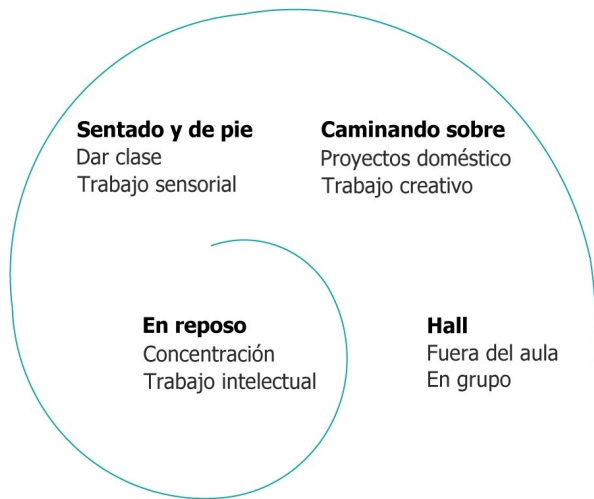 Sentado y de pie
Dar clase
Trabajo sensorial
Caminando sobre
Proyectos doméstico
Trabajo creativo
En reposo
Concentración
Trabajo intelectual
Hall
Fuera del aula
En grupo